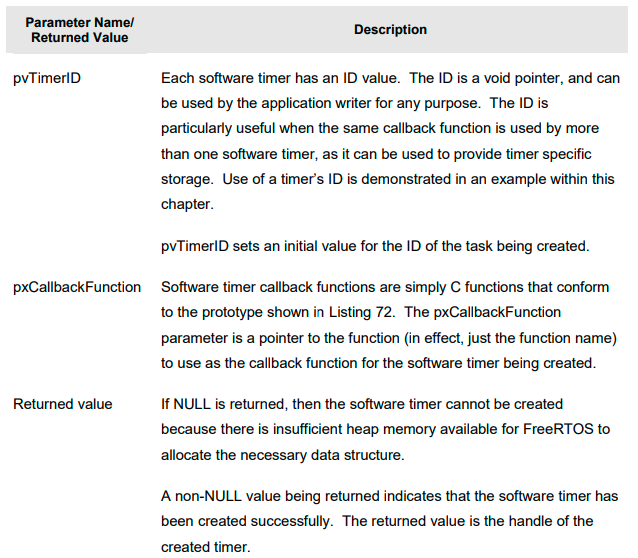 Parameter Name/
Returned Value
Description
pvTimerID
Each software timer has an ID value.  The ID is a void pointer, and can
be used by the application writer for any purpose.  The ID is
particularly useful when the same callback function is used by more
than one software timer, as it can be used to provide timer specific
storage.  Use of a timer’s ID is demonstrated in an example within this
chapter.
pvTimerID sets an initial value for the ID of the task being created.
pxCallbackFunction
Software timer callback functions are simply C functions that conform
to the prototype shown in Listing 72.  The pxCallbackFunction
parameter is a pointer to the function (in effect, just the function name)
to use as the callback function for the software timer being created.
Returned value
If NULL is returned, then the software timer cannot be created
because there is insufficient heap memory available for FreeRTOS to
allocate the necessary data structure.
A non-NULL value being returned indicates that the software timer has
been created successfully.  The returned value is the handle of the
created timer.